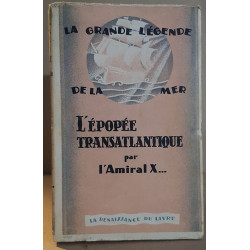 LA GRANDE LÉGENDE
DE LA MER
L'ÉPOPÉE
TRANSATLANTIQUE
par
l'Amiral X...
LA RENAISSANCE DU LIVRE